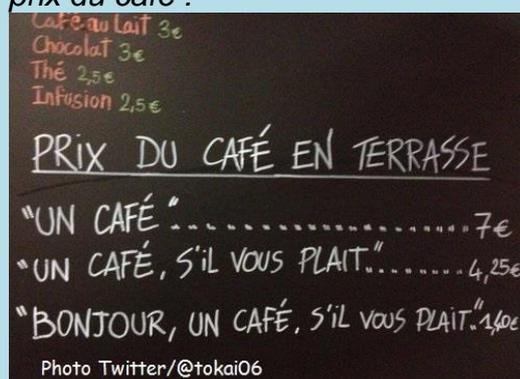 prix du café :
Café au Lait 3€
Chocolat 3€
Thé 2,5€
Infusion 2,5€
PRiX DU CAFÉ EN TERRASSE
"UN CAFÉ" .......................... 7€
"UN CAFÉ, S'iL VOUS PLAiT." ........ 4,25€
"BONJOUR, UN CAFÉ, S'iL VOUS PLAiT." 1,40€
Photo Twitter/@tokai06